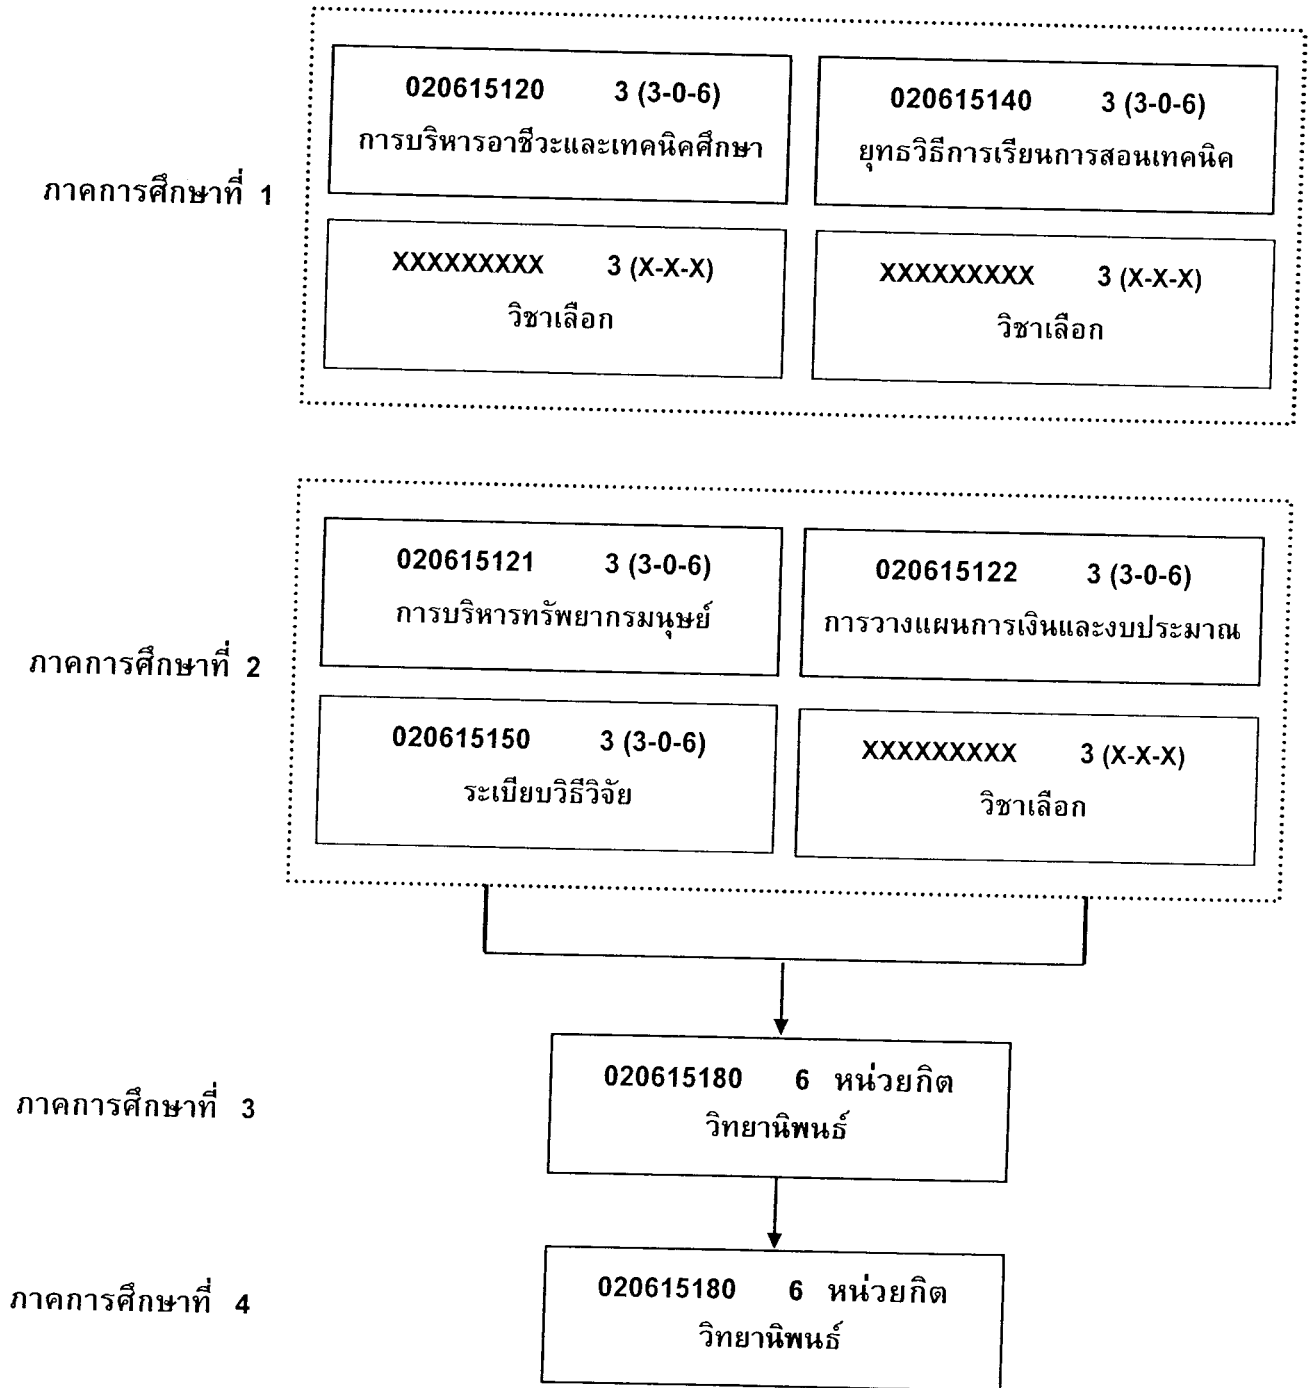 020615120 3 (3-0-6)
การบริหารอาชีวะและเทคนิคศึกษา
020615140 3 (3-0-6)
ยุทธวิธีการเรียนการสอนเทคนิค
ภาคการศึกษาที่ 1
XXXXXXXXX 3 (X-X-X)
วิชาเลือก
XXXXXXXXX 3 (X-X-X)
วิชาเลือก
020615121 3 (3-0-6)
การบริหารทรัพยากรมนุษย์
020615122 3 (3-0-6)
การวางแผนการเงินและงบประมาณ
ภาคการศึกษาที่ 2
020615150 3 (3-0-6)
ระเบียบวิธีวิจัย
XXXXXXXXX 3 (X-X-X)
วิชาเลือก
ภาคการศึกษาที่ 3
020615180 6 หน่วยกิต
วิทยานิพนธ์
ภาคการศึกษาที่ 4
020615180 6 หน่วยกิต
วิทยานิพนธ์